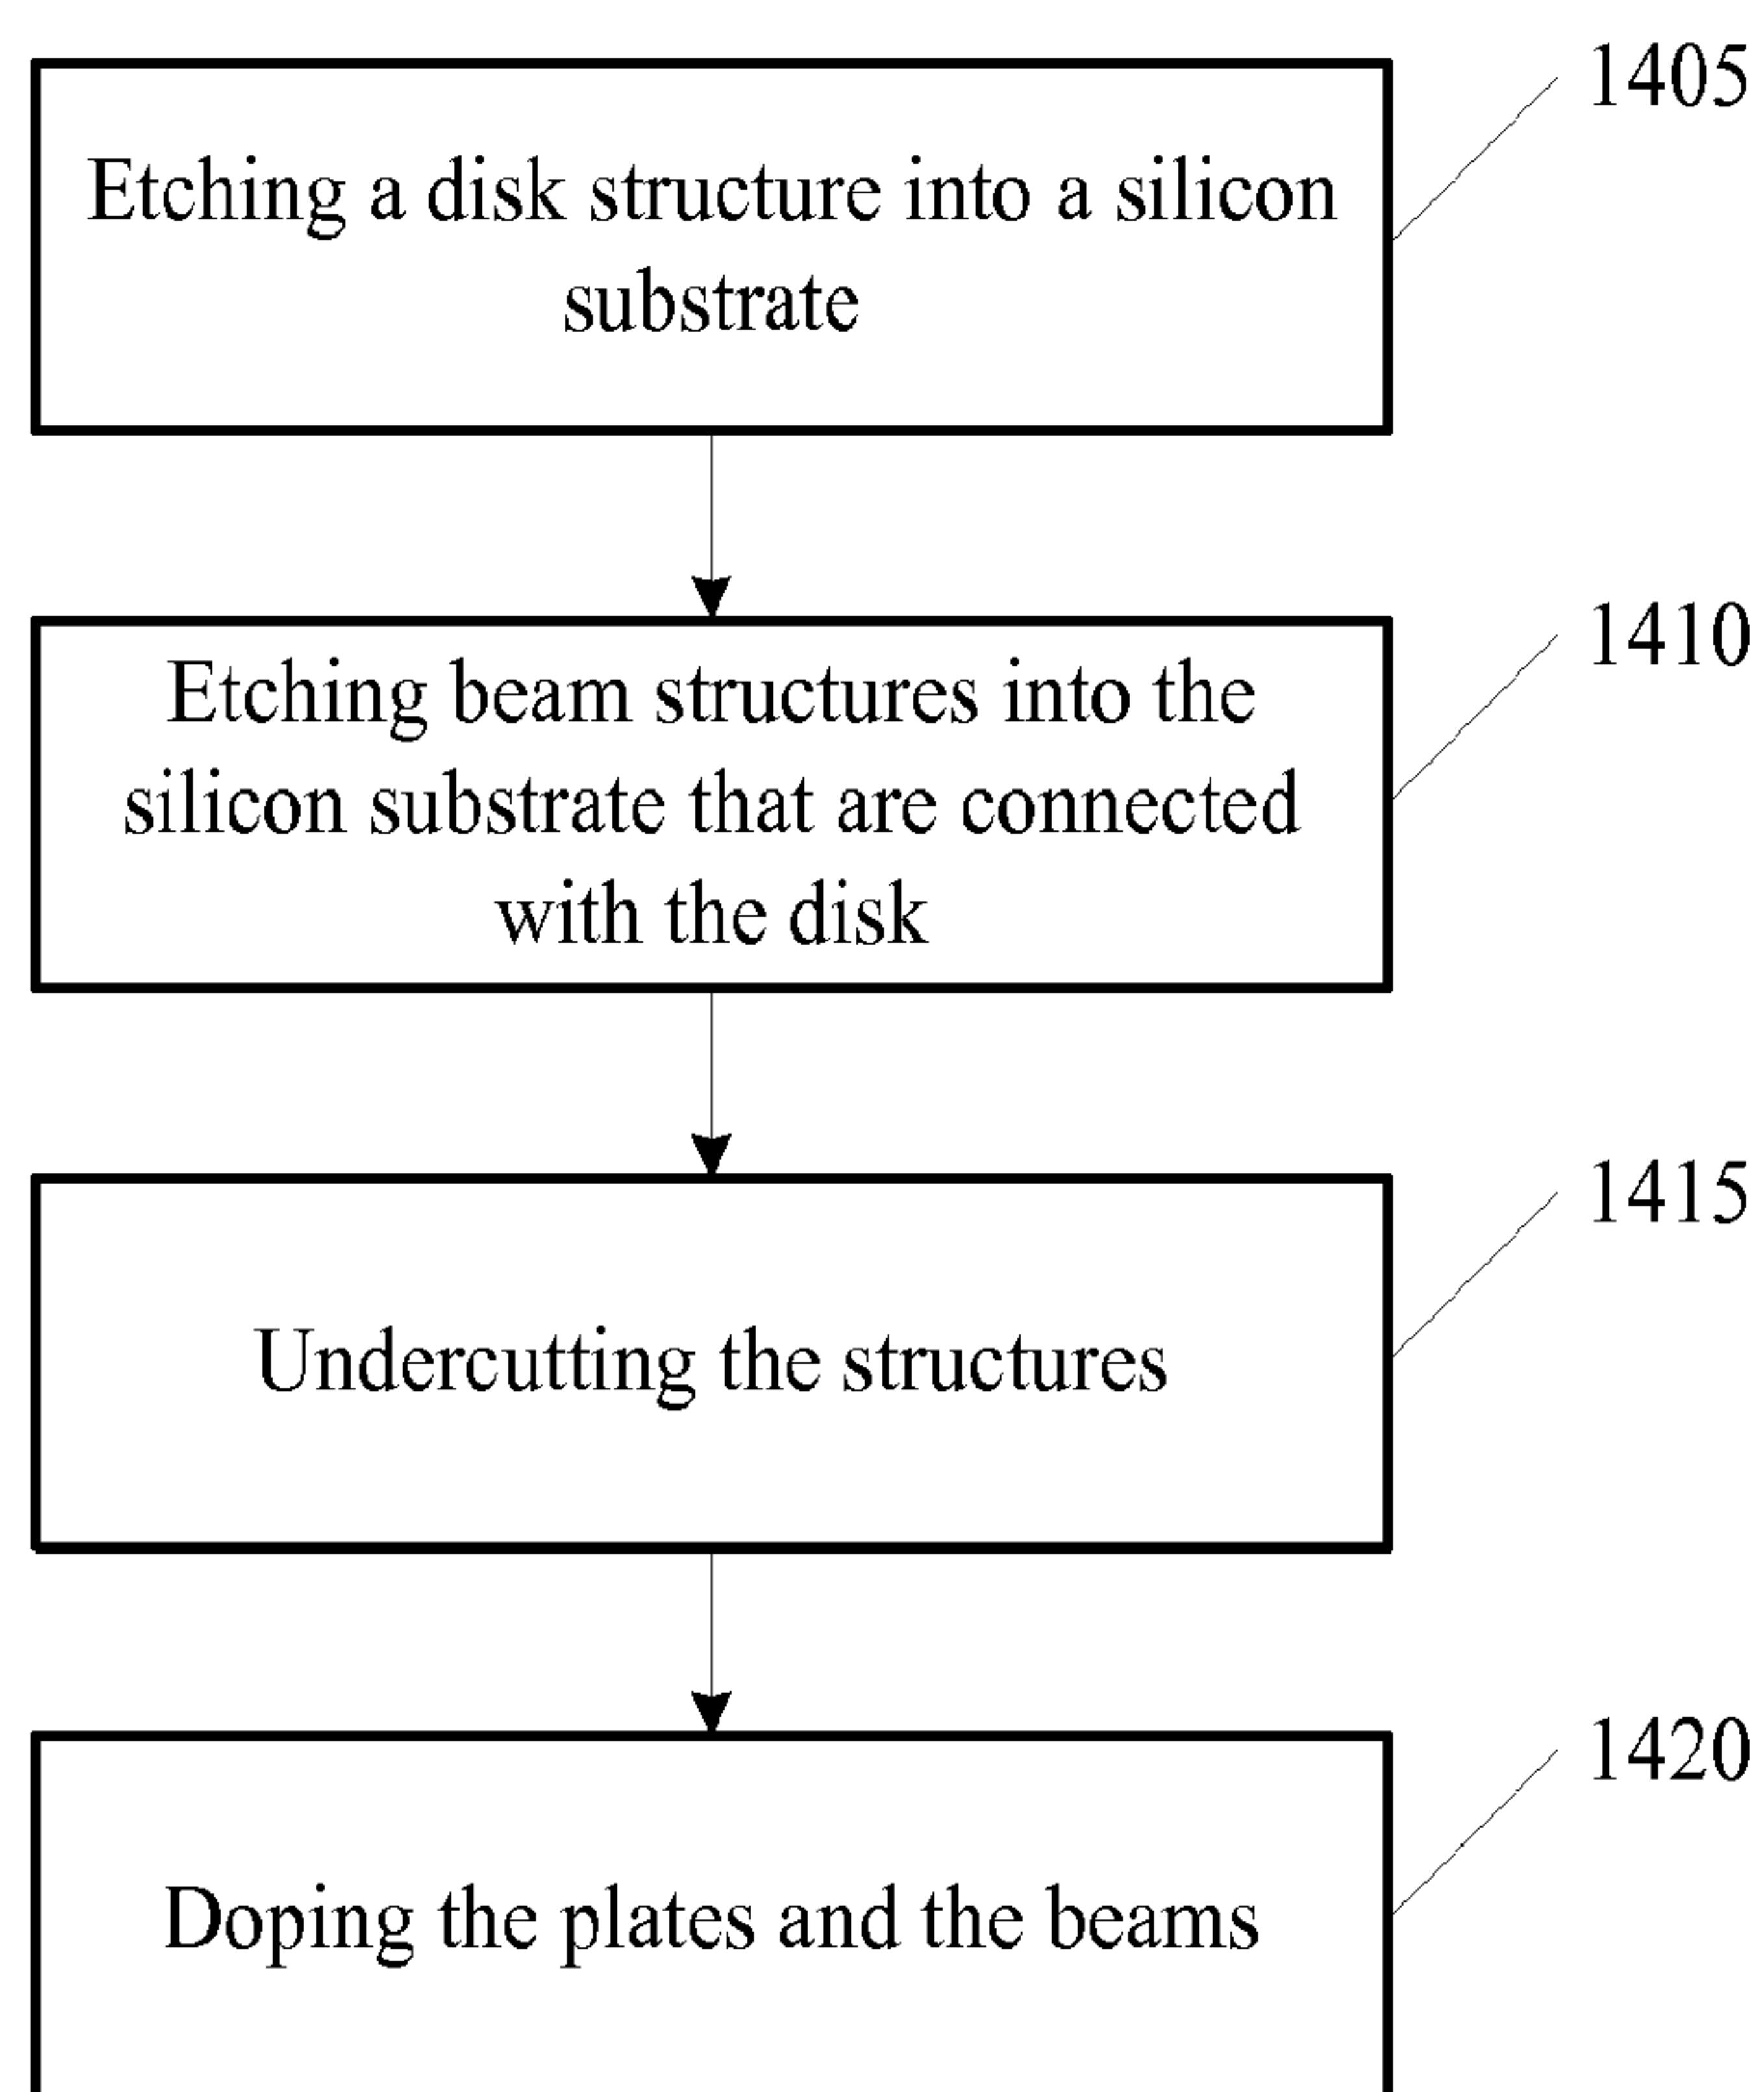 1405
Etching a disk structure into a silicon
substrate
1410
Etching beam structures into the
silicon substrate that are connected
with the disk
1415
Undercutting the structures
1420
Doping the plates and the beams